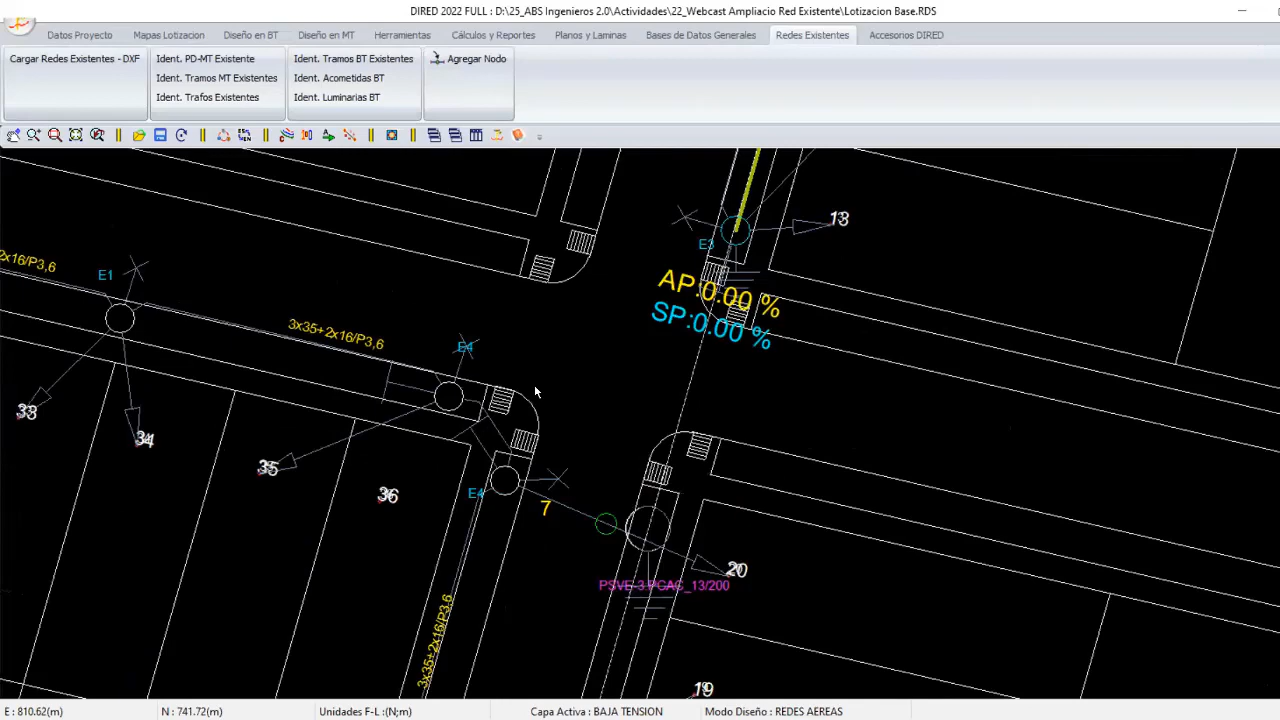 DIRED 2022 FULL : D:\25_ABS Ingenieros 2.0\Actividades\22_Webcast Ampliacio Red Existente\Lotizacion Base.RDS
Datos Proyecto Mapas Lotizacion Diseño en BT Diseño en MT Herramientas Cálculos y Reportes Planos y Laminas Bases de Datos Generales Redes Existentes Accesorios DIRED
Cargar Redes Existentes - DXF Ident. PD-MT Existente Ident. Tramos BT Existentes Agregar Nodo
Ident. Tramos MT Existentes Ident. Acometidas BT
Ident. Trafos Existentes Ident. Luminarias BT
13
E3
2x16/P3,6
E1
AP:0.00 %
SP:0.00 %
3x35+2x16/P3,6
E4
33
34
35
36
E4
7
20
PSVE-3 PCAC_13/200
3x35+2x16/P3,6
19
E : 810.62(m) N : 741.72(m) Unidades F-L :(N;m) Capa Activa : BAJA TENSION Modo Diseño : REDES AEREAS